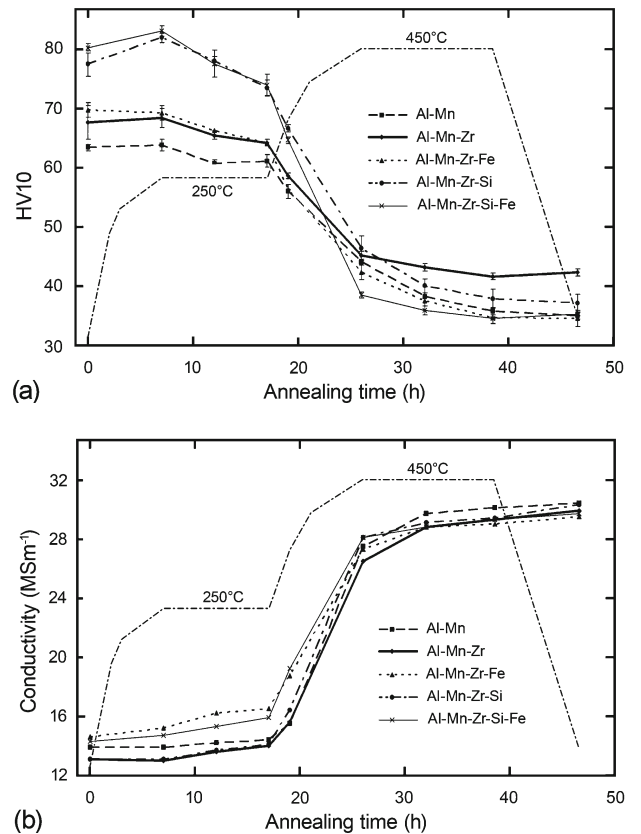 80
70
60
50
40
30
HV10
450°C
250°C
Al-Mn
Al-Mn-Zr
Al-Mn-Zr-Fe
Al-Mn-Zr-Si
Al-Mn-Zr-Si-Fe
0 10 20 30 40 50
Annealing time (h)
(a)
32
28
24
20
16
12
Conductivity (MSm⁻¹)
450°C
250°C
Al-Mn
Al-Mn-Zr
Al-Mn-Zr-Fe
Al-Mn-Zr-Si
Al-Mn-Zr-Si-Fe
0 10 20 30 40 50
Annealing time (h)
(b)